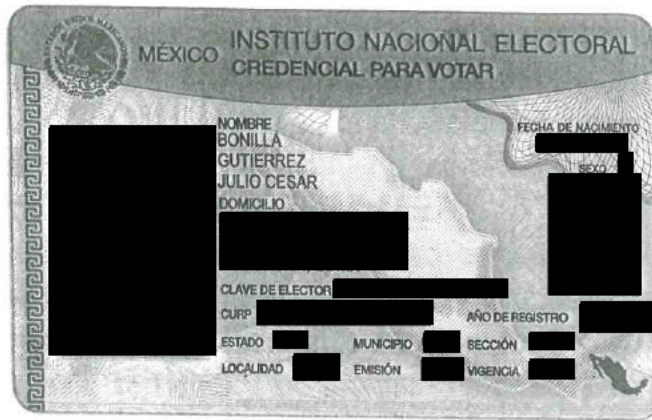 MÉXICO INSTITUTO NACIONAL ELECTORAL
CREDENCIAL PARA VOTAR
NOMBRE
BONILLA
GUTIERREZ
JULIO CESAR
DOMICILIO
FECHA DE NACIMIENTO
SEXO
CLAVE DE ELECTOR
CURP AÑO DE REGISTRO
ESTADO MUNICIPIO SECCIÓN
LOCALIDAD EMISIÓN VIGENCIA